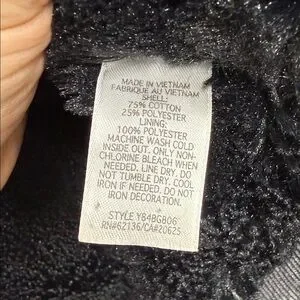 MADE IN VIETNAM
FABRIQUE AU VIETNAM
SHELL:
75% COTTON
25% POLYESTER
LINING:
100% POLYESTER
MACHINE WASH COLD
INSIDE OUT. ONLY NON-
CHLORINE BLEACH WHEN
NEEDED. LINE DRY. DO
NOT TUMBLE DRY. COOL
IRON IF NEEDED. DO NOT
IRON DECORATION.
STYLE Y84BG806
RN#62136/CA#20625